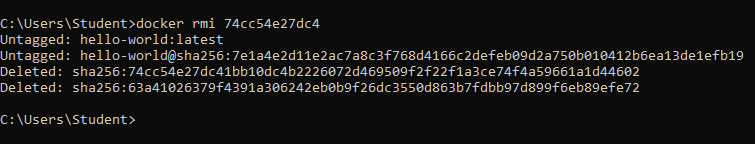 C:\Users\Student>docker rmi 74cc54e27dc4
Untagged: hello-world:latest
Untagged: hello-world@sha256:7e1a4e2d11e2ac7a8c3f768d4166c2defeb09d2a750b010412b6ea13de1efb19
Deleted: sha256:74cc54e27dc41bb10dc4b2226072d469509f2f22f1a3ce74f4a59661a1d44602
Deleted: sha256:63a41026379f4391a306242eb0b9f26dc3550d863b7fdbb97d899f6eb89efe72
C:\Users\Student>